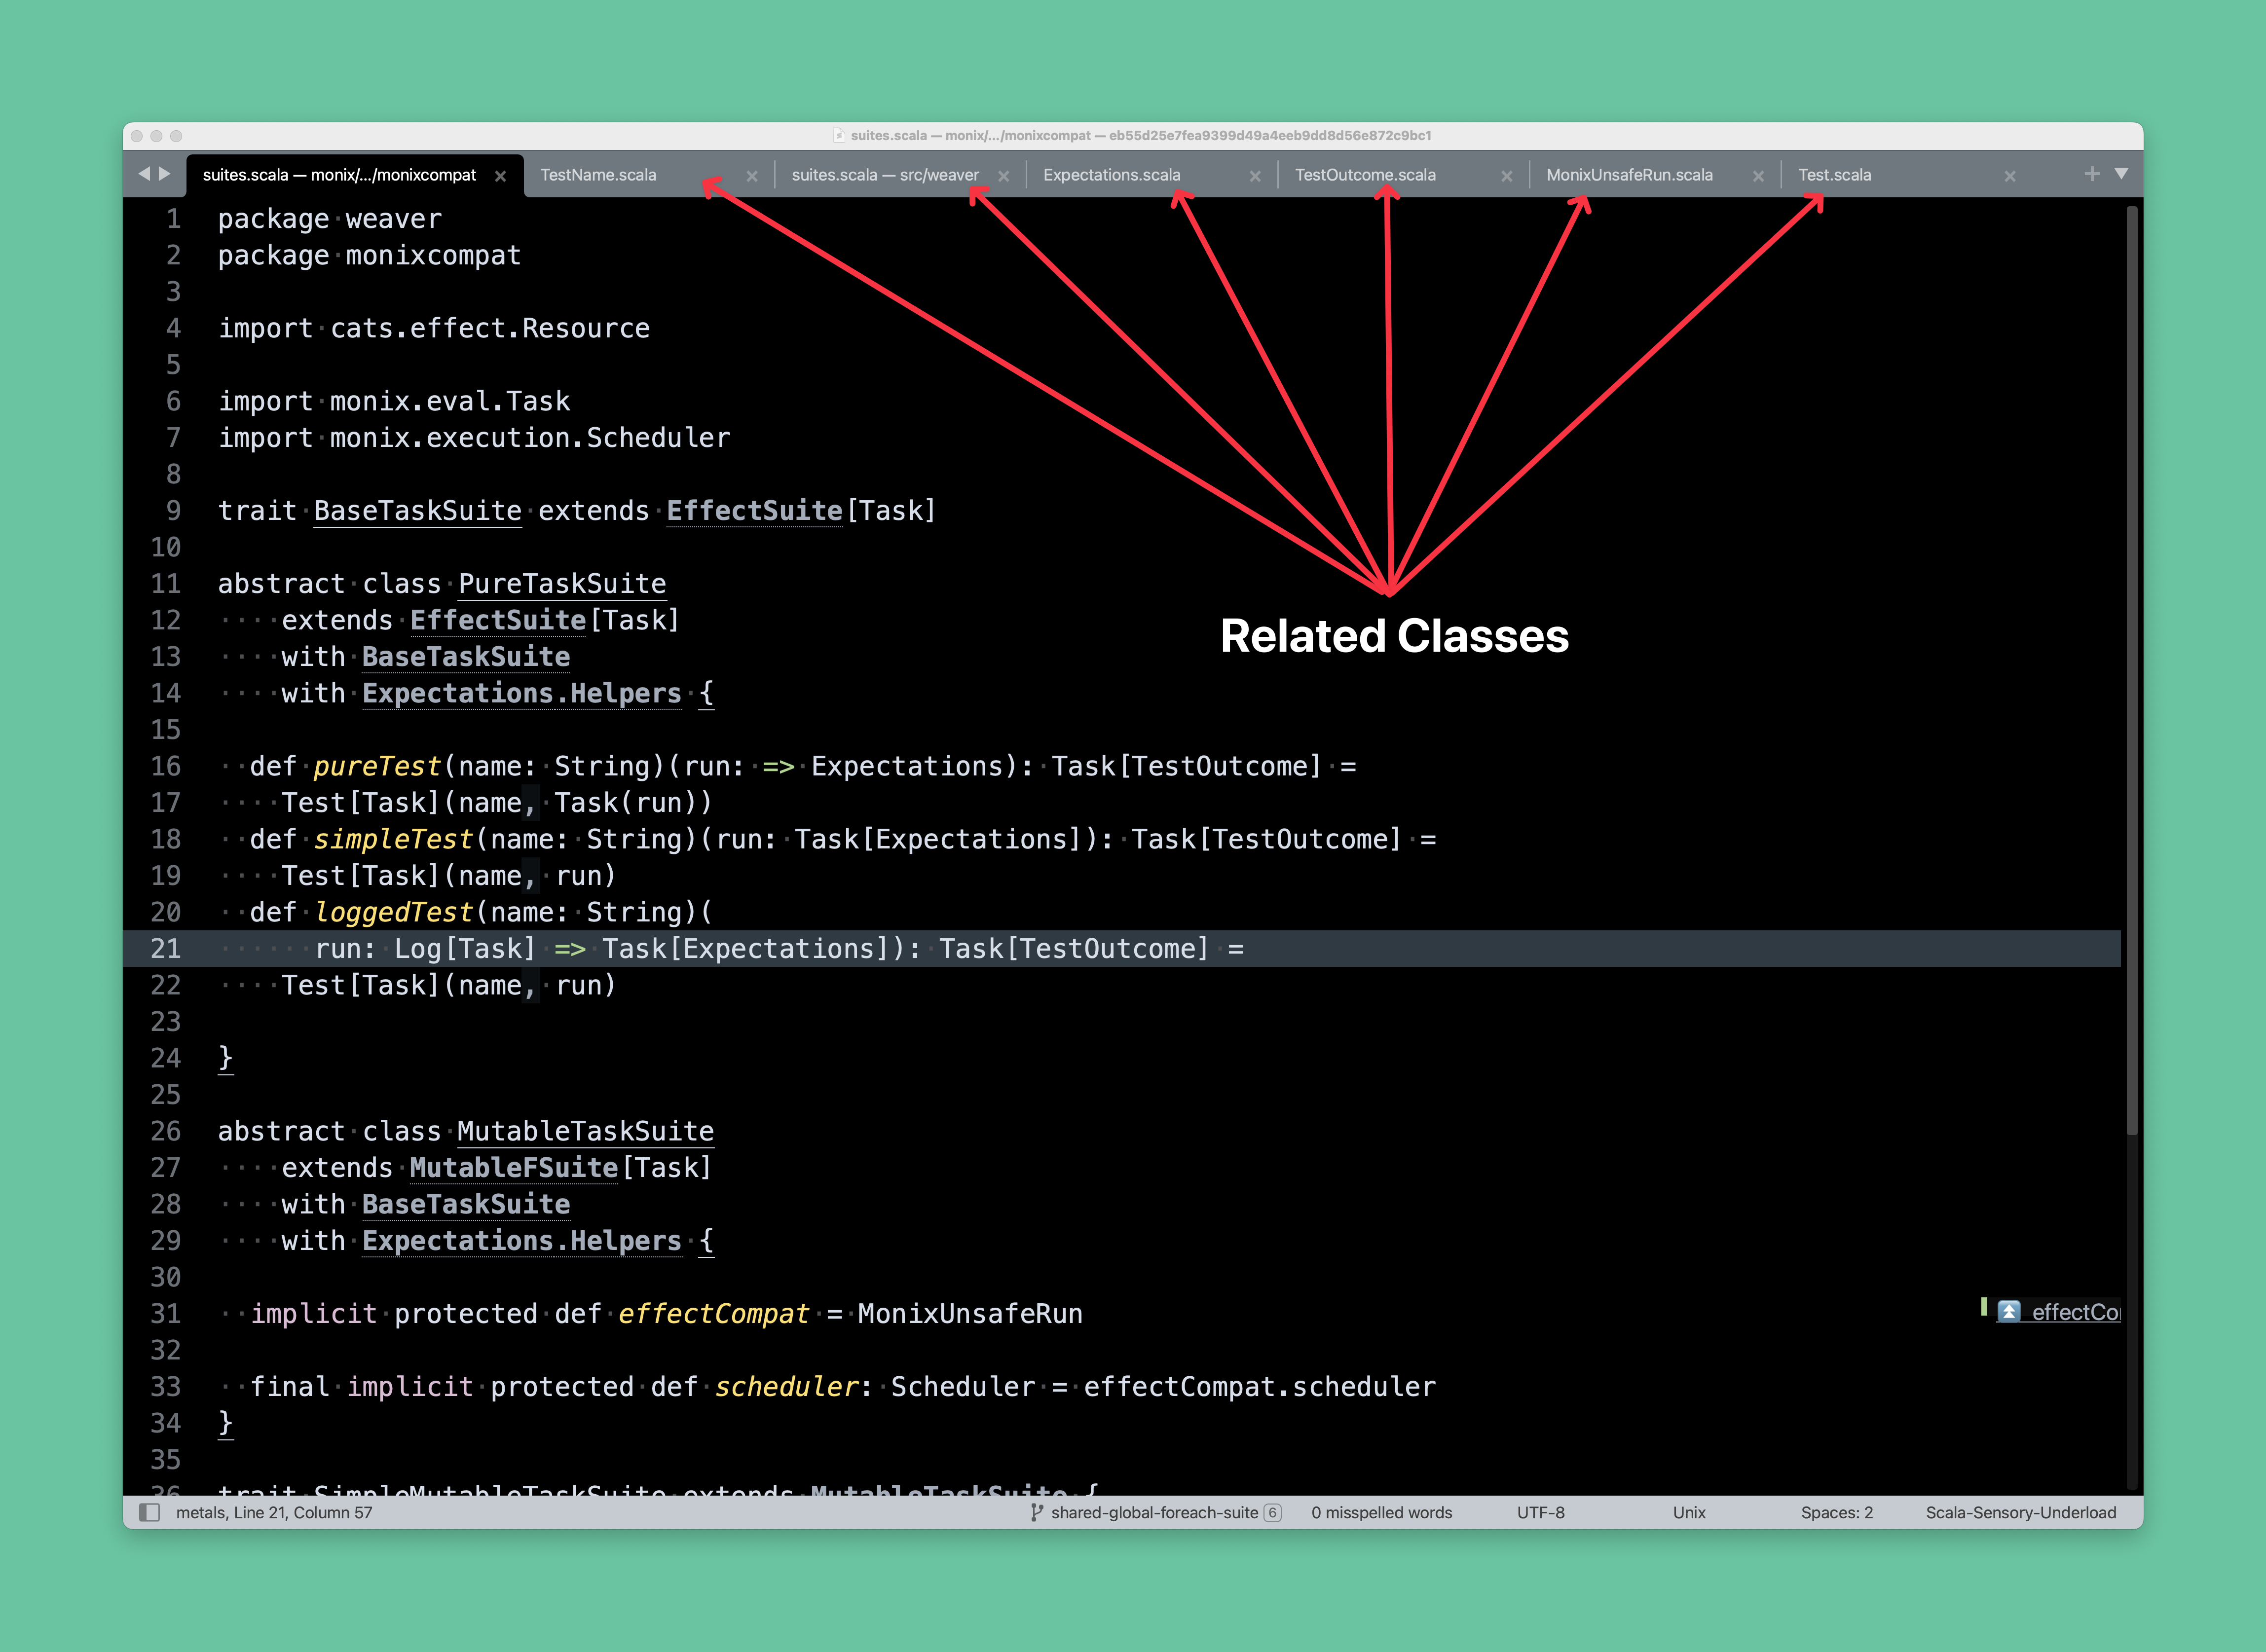 suites.scala — monix/.../monixcompat — eb55d25e7fea9399d49a4eeb9dd8d56e872c9bc1
suites.scala — monix/.../monixcompat TestName.scala suites.scala — src/weaver Expectations.scala TestOutcome.scala MonixUnsafeRun.scala Test.scala
1 package·weaver
2 package·monixcompat
3
4 import·cats.effect.Resource
5
6 import·monix.eval.Task
7 import·monix.execution.Scheduler
8
9 trait·BaseTaskSuite·extends·EffectSuite[Task]
10
11 abstract·class·PureTaskSuite
12 ····extends·EffectSuite[Task]
13 ····with·BaseTaskSuite
14 ····with·Expectations.Helpers·{
Related Classes
15
16 ··def·pureTest(name:·String)(run:·=>·Expectations):·Task[TestOutcome]·=
17 ····Test[Task](name,·Task(run))
18 ··def·simpleTest(name:·String)(run:·Task[Expectations]):·Task[TestOutcome]·=
19 ····Test[Task](name,·run)
20 ··def·loggedTest(name:·String)(
21 ······run:·Log[Task]·=>·Task[Expectations]):·Task[TestOutcome]·=
22 ····Test[Task](name,·run)
23
24 }
25
26 abstract·class·MutableTaskSuite
27 ····extends·MutableFSuite[Task]
28 ····with·BaseTaskSuite
29 ····with·Expectations.Helpers·{
30
31 ··implicit·protected·def·effectCompat·=·MonixUnsafeRun effectCo
32
33 ··final·implicit·protected·def·scheduler:·Scheduler·=·effectCompat.scheduler
34 }
35
36 trait·SimpleMutableTaskSuite·extends·MutableTaskSuite·{
metals, Line 21, Column 57 shared-global-foreach-suite 6 0 misspelled words UTF-8 Unix Spaces: 2 Scala-Sensory-Underload